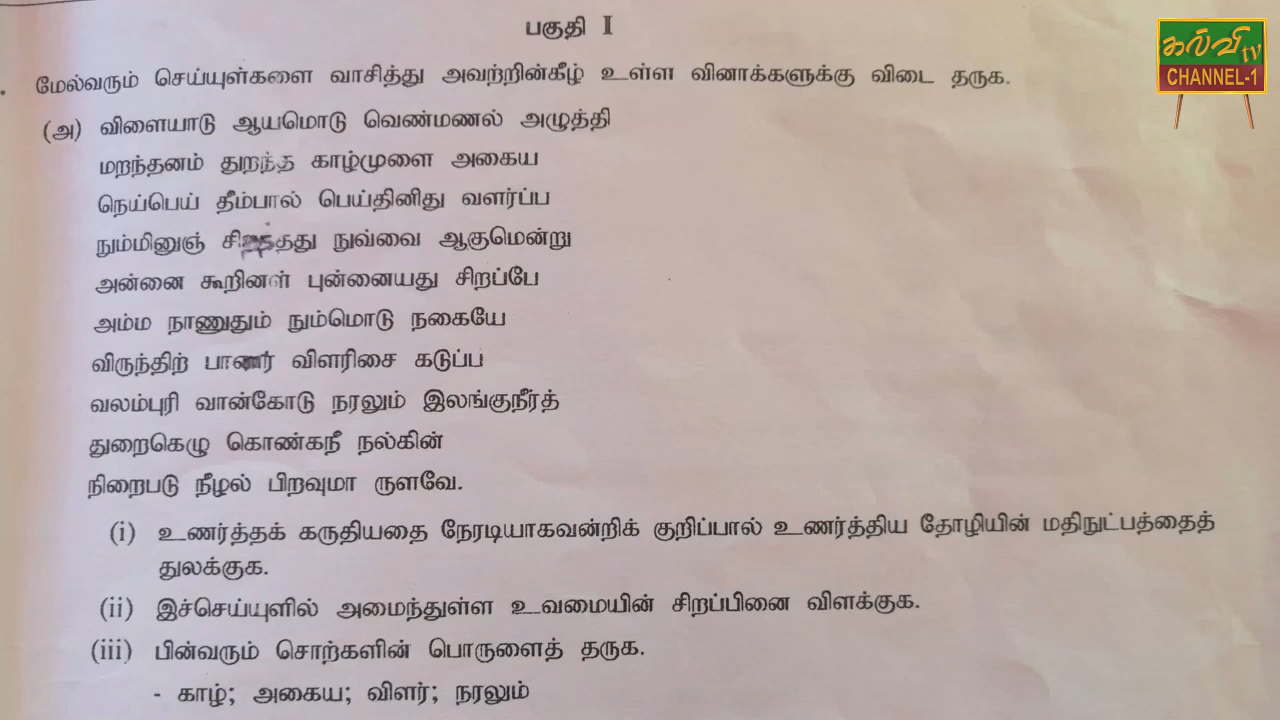 பகுதி I
கல்வி tv
CHANNEL-1
மேல்வரும் செய்யுள்களை வாசித்து அவற்றின்கீழ் உள்ள வினாக்களுக்கு விடை தருக.
(அ) விளையாடு ஆயமொடு வெண்மணல் அழுத்தி
மறந்தனம் துறந்த காழ்முளை அகைய
நெய்பெய் தீம்பால் பெய்தினிது வளர்ப்ப
நும்மினுஞ் நுவ்வை ஆகுமென்று
அன்னை கூறினள் புன்னையது சிறப்பே
அம்ம நாணுதும் நும்மொடு நகையே
விருந்திற் பாணர் விளரிசை கடுப்ப
வலம்புரி வான்கோடு நரலும் இலங்குநீர்த்
துறைகெழு கொண்கநீ நல்கின்
நிறைபடு நீழல் பிறவுமா ருளவே.
(i) உணர்த்தக் கருதியதை நேரடியாகவன்றிக் குறிப்பால் உணர்த்திய தோழியின் மதிநுட்பத்தைத்
துலக்குக.
(ii) இச்செய்யுளில் அமைந்துள்ள உவமையின் சிறப்பினை விளக்குக.
(iii) பின்வரும் சொற்களின் பொருளைத் தருக.
- காழ்; அகைய; விளர்; நரலும்